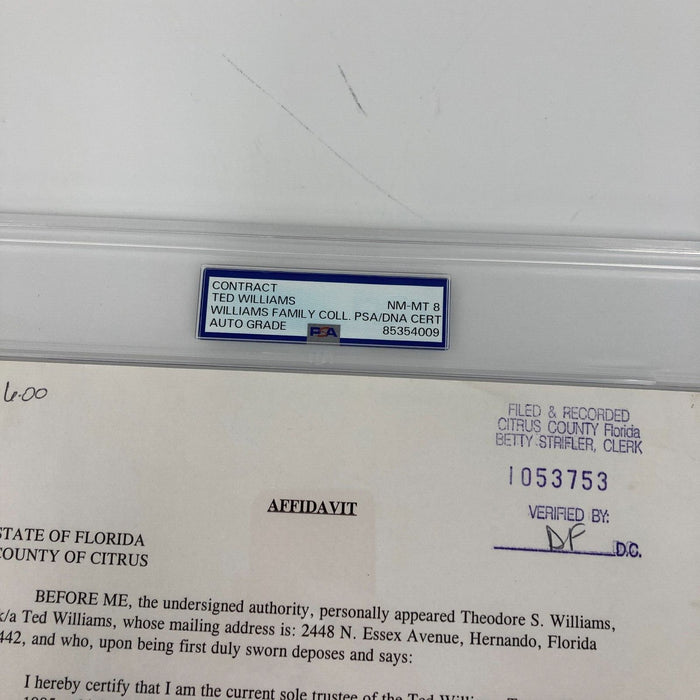 CONTRACT
TED WILLIAMS NM-MT 8
WILLIAMS FAMILY COLL. PSA/DNA CERT
AUTO GRADE PSA 85354009
6.00
FILED & RECORDED
CITRUS COUNTY Florida
BETTY STRIFLER, CLERK
1053753
VERIFIED BY:
DF D.C.
AFFIDAVIT
STATE OF FLORIDA
COUNTY OF CITRUS
BEFORE ME, the undersigned authority, personally appeared Theodore S. Williams,
/a Ted Williams, whose mailing address is: 2448 N. Essex Avenue, Hernando, Florida
442, and who, upon being first duly sworn deposes and says:
I hereby certify that I am the current sole trustee of the Ted